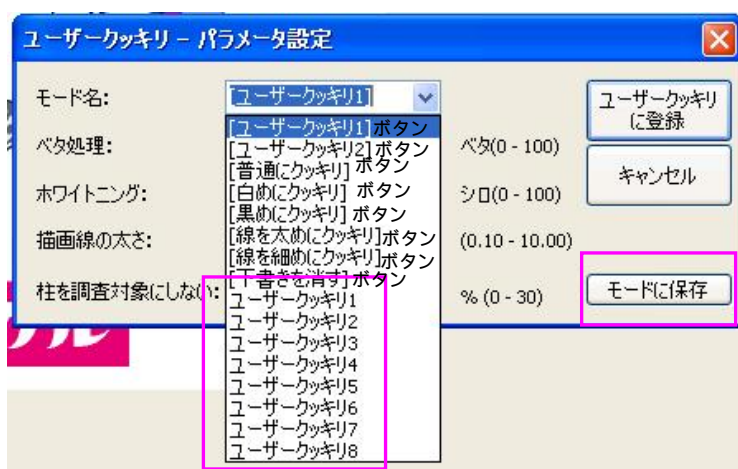 ユーザークッキリ - パラメータ設定
モード名:
[ユーザークッキリ1]
ユーザークッキリ
に登録
[ユーザークッキリ1]ボタン
ベタ処理:
[ユーザークッキリ2]ボタン
ベタ(0 - 100)
[普通にクッキリ]ボタン
キャンセル
ホワイトニング:
[白めにクッキリ] ボタン
シロ(0 - 100)
[黒めにクッキリ] ボタン
描画線の太さ:
[線を太めにクッキリ]ボタン
(0.10 - 10.00)
[線を細めにクッキリ]ボタン
[下書きを消す]ボタン
柱を調査対象にしない:
ユーザークッキリ1
% (0 - 30)
モードに保存
ユーザークッキリ2
ユーザークッキリ3
ユーザークッキリ4
ユーザークッキリ5
ユーザークッキリ6
ユーザークッキリ7
ユーザークッキリ8